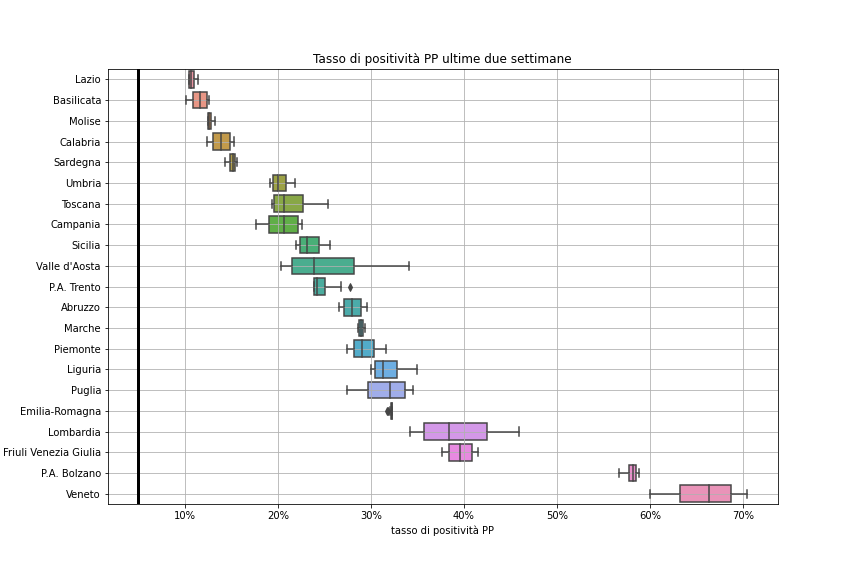 Tasso di positività PP ultime due settimane
Lazio
Basilicata
Molise
Calabria
Sardegna
Umbria
Toscana
Campania
Sicilia
Valle d'Aosta
P.A. Trento
Abruzzo
Marche
Piemonte
Liguria
Puglia
Emilia-Romagna
Lombardia
Friuli Venezia Giulia
P.A. Bolzano
Veneto
10% 20% 30% 40% 50% 60% 70%
tasso di positività PP